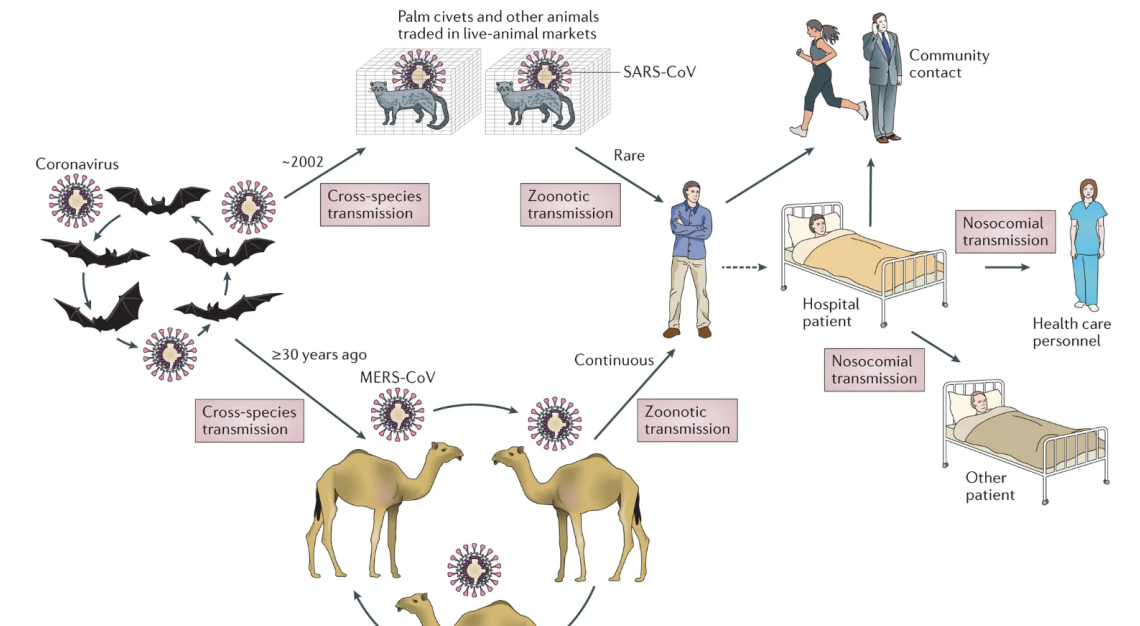 Palm civets and other animals
traded in live-animal markets
SARS-CoV
Community
contact
Coronavirus
~2002
Rare
Cross-species
transmission
Zoonotic
transmission
Nosocomial
transmission
Hospital
patient
Health care
personnel
≥30 years ago
MERS-CoV
Continuous
Nosocomial
transmission
Cross-species
transmission
Zoonotic
transmission
Other
patient